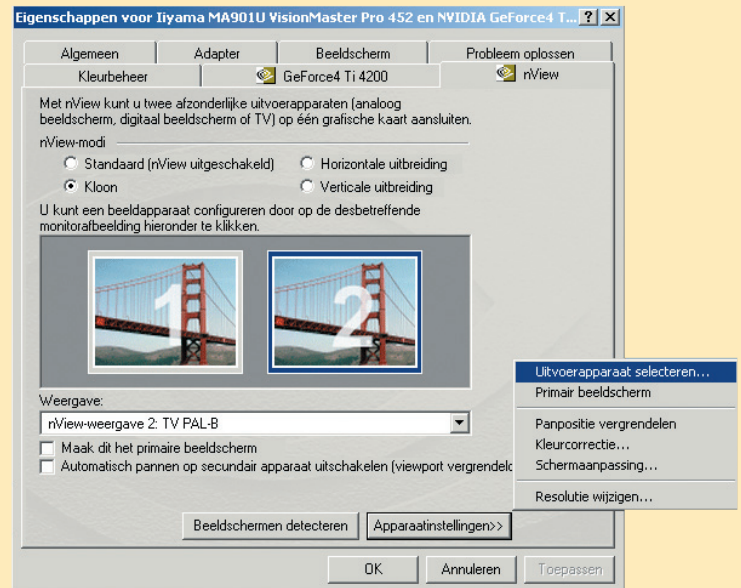 Eigenschappen voor Iiyama MA901U VisionMaster Pro 452 en NVIDIA GeForce4 T...
Algemeen
Adapter
Beeldscherm
Probleem oplossen
Kleurbeheer
GeForce4 Ti 4200
nView
Met nView kunt u twee afzonderlijke uitvoerapparaten (analoog
beeldscherm, digitaal beeldscherm of TV) op één grafische kaart aansluiten.
nView-modi
Standaard (nView uitgeschakeld)
Horizontale uitbreiding
Kloon
Verticale uitbreiding
U kunt een beeldapparaat configureren door op de desbetreffende
monitorafbeelding hieronder te klikken.
1
2
Weergave:
nView-weergave 2: TV PAL-B
Maak dit het primaire beeldscherm
Automatisch pannen op secundair apparaat uitschakelen (viewport vergrendeld
Beeldschermen detecteren
Apparaatinstellingen>>
Uitvoerapparaat selecteren...
Primair beeldscherm
Panpositie vergrendelen
Kleurcorrectie...
Schermaanpassing...
Resolutie wijzigen...
OK
Annuleren
Toepassen